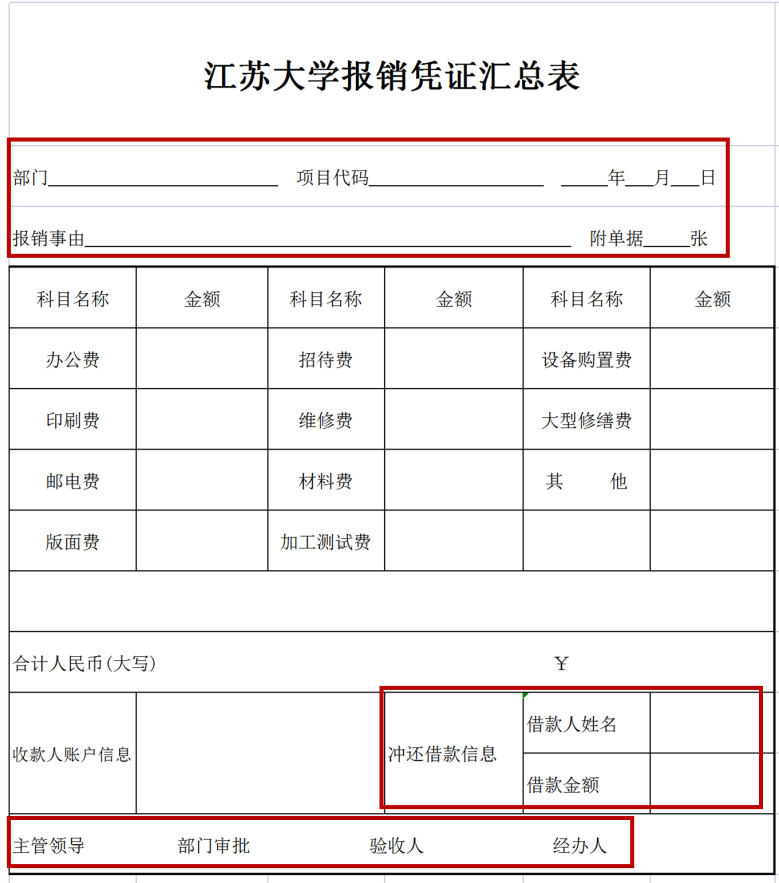 江苏大学报销凭证汇总表
部门 项目代码 年 月 日
报销事由 附单据 张
科目名称 金额 科目名称 金额 科目名称 金额
办公费 招待费 设备购置费
印刷费 维修费 大型修缮费
邮电费 材料费 其 他
版面费 加工测试费
合计人民币(大写) ¥
收款人账户信息 冲还借款信息 借款人姓名
借款金额
主管领导 部门审批 验收人 经办人